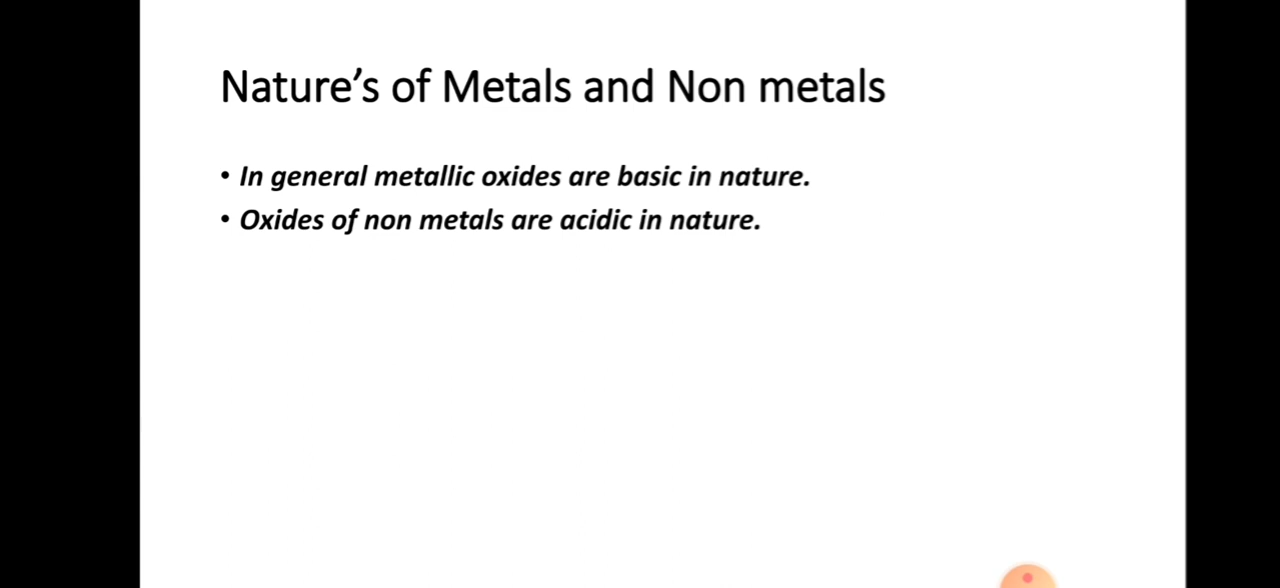 Nature’s of Metals and Non metals
• In general metallic oxides are basic in nature.
• Oxides of non metals are acidic in nature.